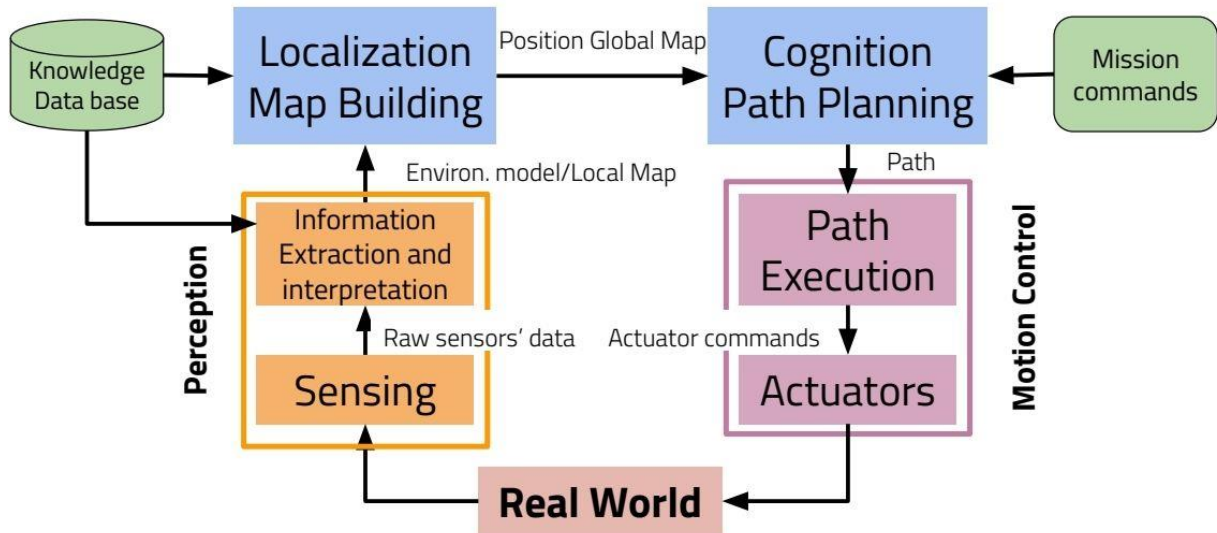 Knowledge
Data base
Localization
Map Building
Position Global Map
Cognition
Path Planning
Mission
commands
Environ. model/Local Map
Path
Perception
Information
Extraction and
interpretation
Path
Execution
Motion Control
Raw sensors’ data
Actuator commands
Sensing
Actuators
Real World